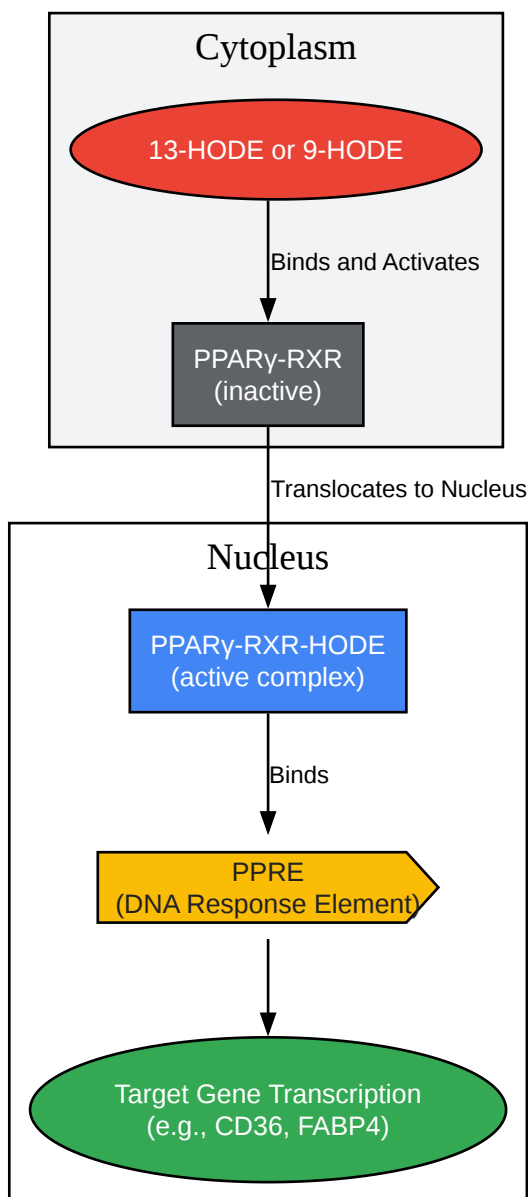 Cytoplasm
13-HODE or 9-HODE
Binds and Activates
PPARγ-RXR
(inactive)
Translocates to Nucleus
Nucleus
PPARγ-RXR-HODE
(active complex)
Binds
PPRE
(DNA Response Element)
Target Gene Transcription
(e.g., CD36, FABP4)